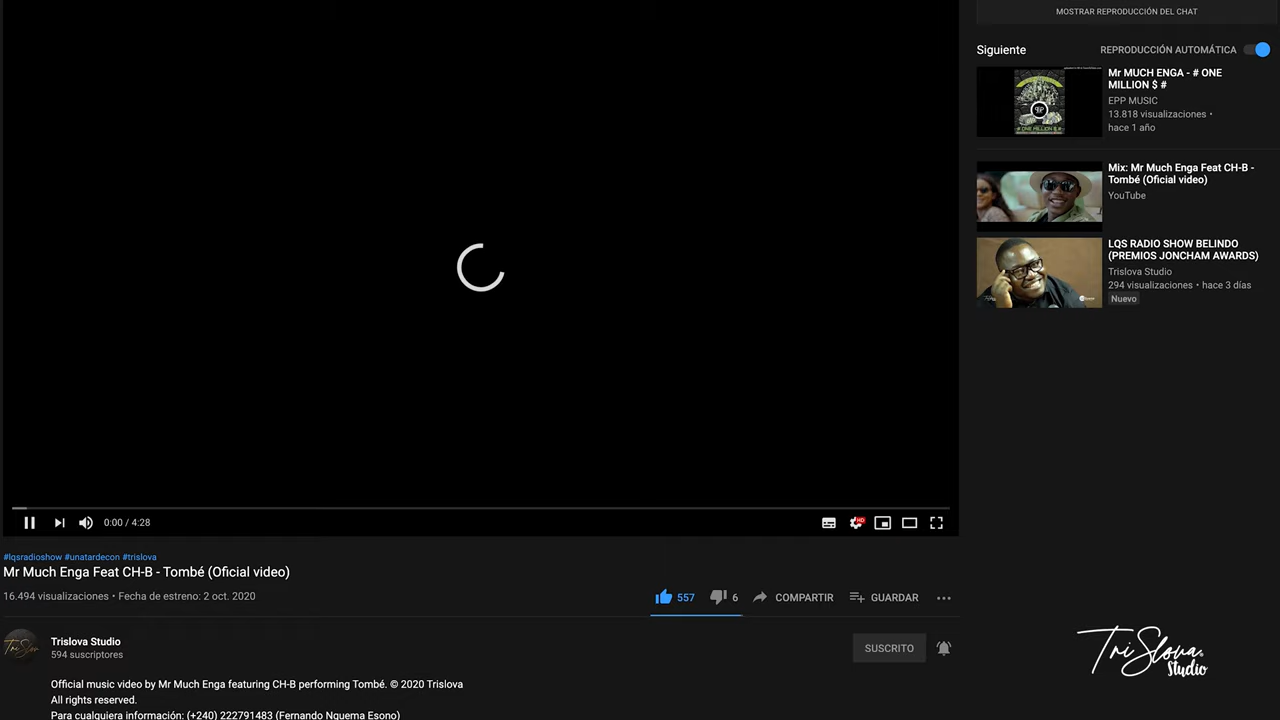 MOSTRAR REPRODUCCIÓN DEL CHAT
Siguiente
REPRODUCCIÓN AUTOMÁTICA
Mr MUCH ENGA - # ONE
MILLION $ #
EPP MUSIC
13.818 visualizaciones •
hace 1 año
Mix: Mr Much Enga Feat CH-B -
Tombé (Oficial video)
YouTube
LQS RADIO SHOW BELINDO
(PREMIOS JONCHAM AWARDS)
Trislova Studio
294 visualizaciones • hace 3 días
Nuevo
0:00 / 4:28
HD
#lqsradioshow #unatardecon #trislova
Mr Much Enga Feat CH-B - Tombé (Oficial video)
16.494 visualizaciones • Fecha de estreno: 2 oct. 2020
557
6
COMPARTIR
GUARDAR
Trislova Studio
594 suscriptores
SUSCRITO
Official music video by Mr Much Enga featuring CH-B performing Tombé. © 2020 Trislova
All rights reserved.
Para cualquiera información: (+240) 222791483 (Fernando Nguema Esono)
TriSlova
Studio